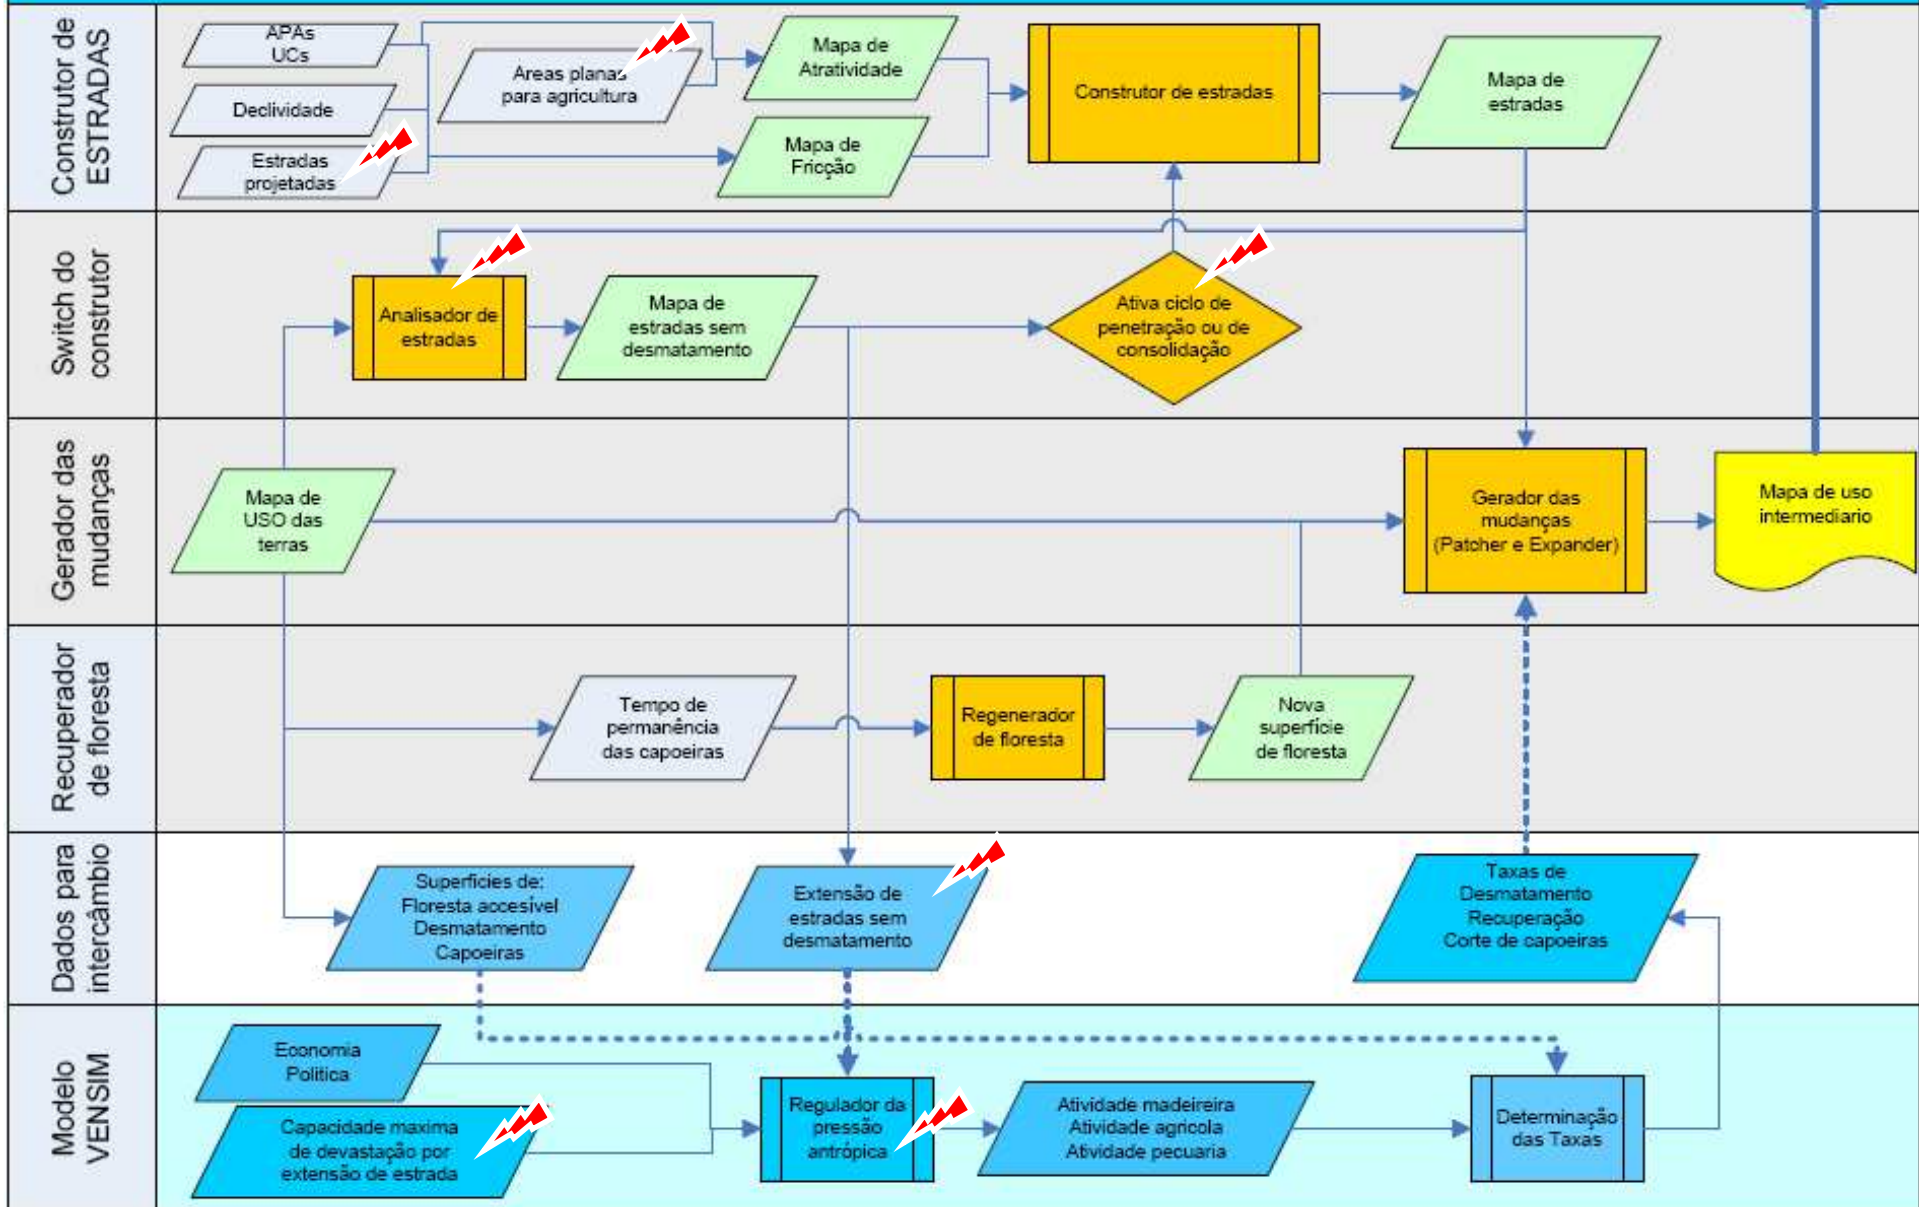 Construtor de
ESTRADAS
APAs
UCs
Declividade
Estradas
projetadas
Areas planas
para agricultura
Mapa de
Atratividade
Mapa de
Fricção
Construtor de estradas
Mapa de
estradas
Switch do
construtor
Analisador de
estradas
Mapa de
estradas sem
desmatamento
Ativa ciclo de
penetração ou de
consolidação
Gerador das
mudanças
Mapa de
USO das
terras
Gerador das
mudanças
(Patcher e Expander)
Mapa de uso
intermediario
Recuperador
de floresta
Tempo de
permanência
das capoeiras
Regenerador
de floresta
Nova
superfície
de floresta
Dados para
intercâmbio
Superficies de:
Floresta accesível
Desmatamento
Capoeiras
Extensão de
estradas sem
desmatamento
Taxas de
Desmatamento
Recuperação
Corte de capoeiras
Modelo
VENSIM
Economia
Politica
Capacidade maxima
de devastação por
extensão de estrada
Regulador da
pressão
antrópica
Atividade madeireira
Atividade agricola
Atividade pecuaria
Determinação
das Taxas